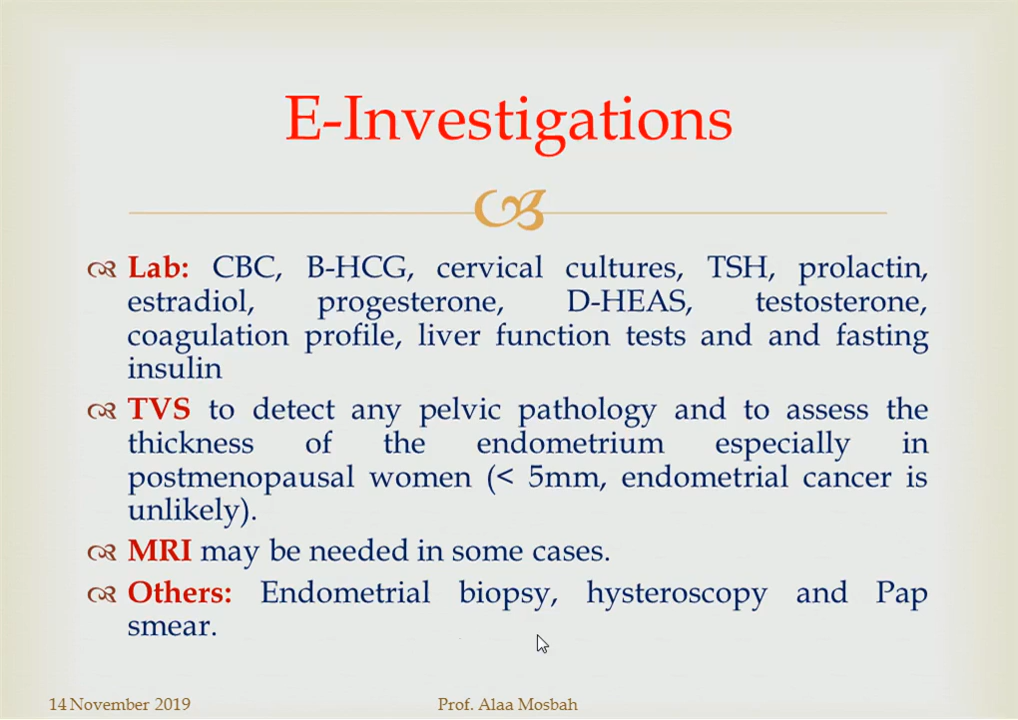 E-Investigations
Lab: CBC, B-HCG, cervical cultures, TSH, prolactin,
estradiol, progesterone, D-HEAS, testosterone,
coagulation profile, liver function tests and and fasting
insulin
TVS to detect any pelvic pathology and to assess the
thickness of the endometrium especially in
postmenopausal women (< 5mm, endometrial cancer is
unlikely).
MRI may be needed in some cases.
Others: Endometrial biopsy, hysteroscopy and Pap
smear.
14 November 2019 Prof. Alaa Mosbah